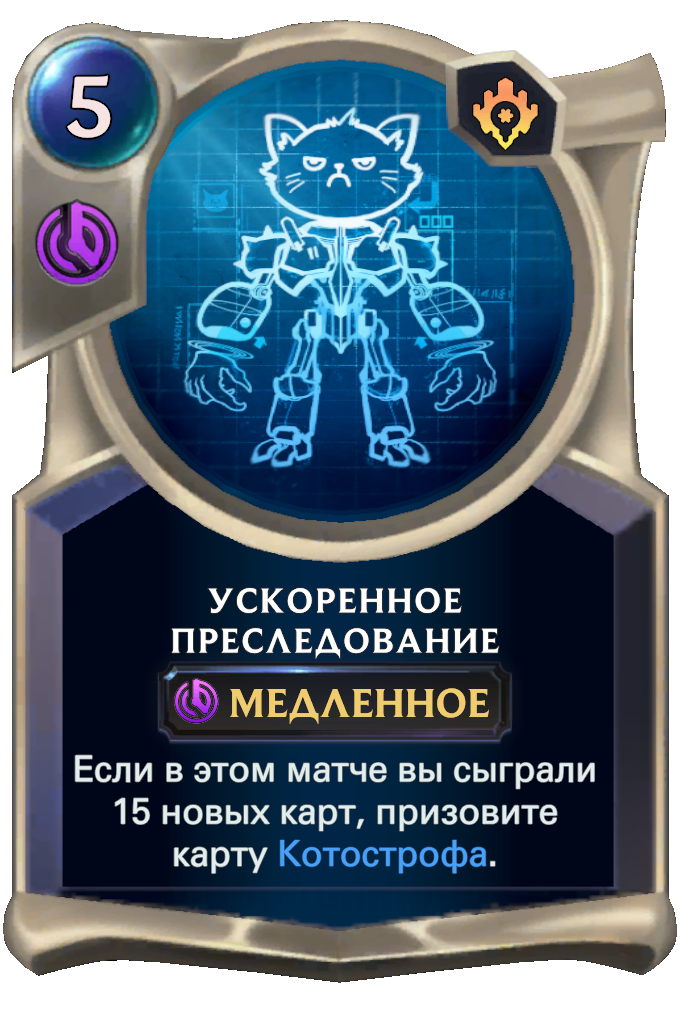 5
УСКОРЕННОЕ
ПРЕСЛЕДОВАНИЕ
МЕДЛЕННОЕ
Если в этом матче вы сыграли
15 новых карт, призовите
карту Котострофа.